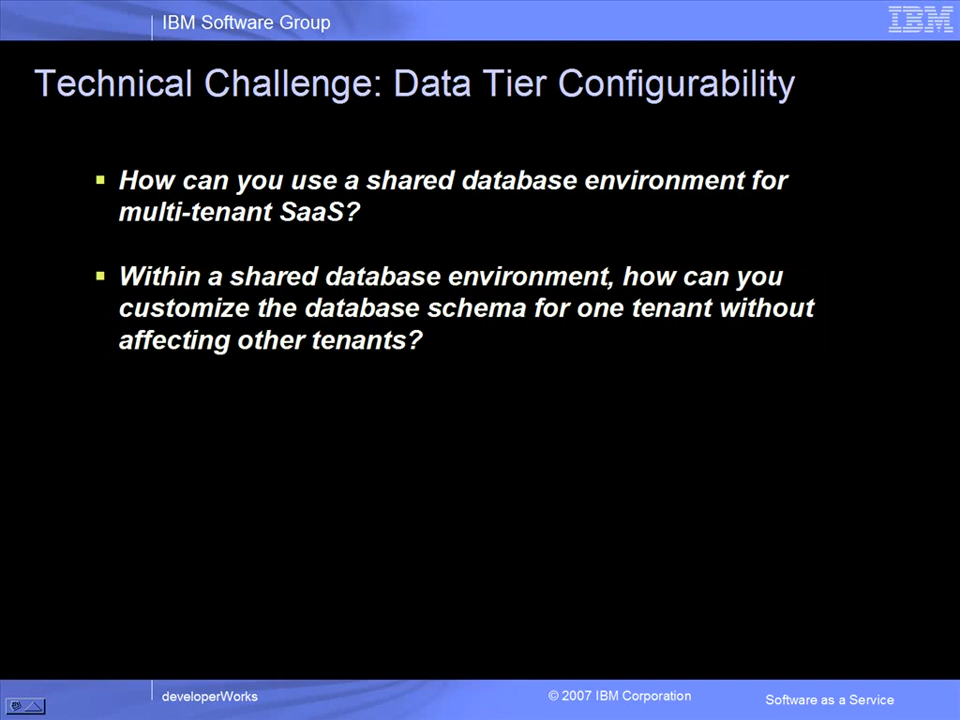 IBM Software Group
IBM
Technical Challenge: Data Tier Configurability
How can you use a shared database environment for
multi-tenant SaaS?
Within a shared database environment, how can you
customize the database schema for one tenant without
affecting other tenants?
developerWorks
© 2007 IBM Corporation
Software as a Service